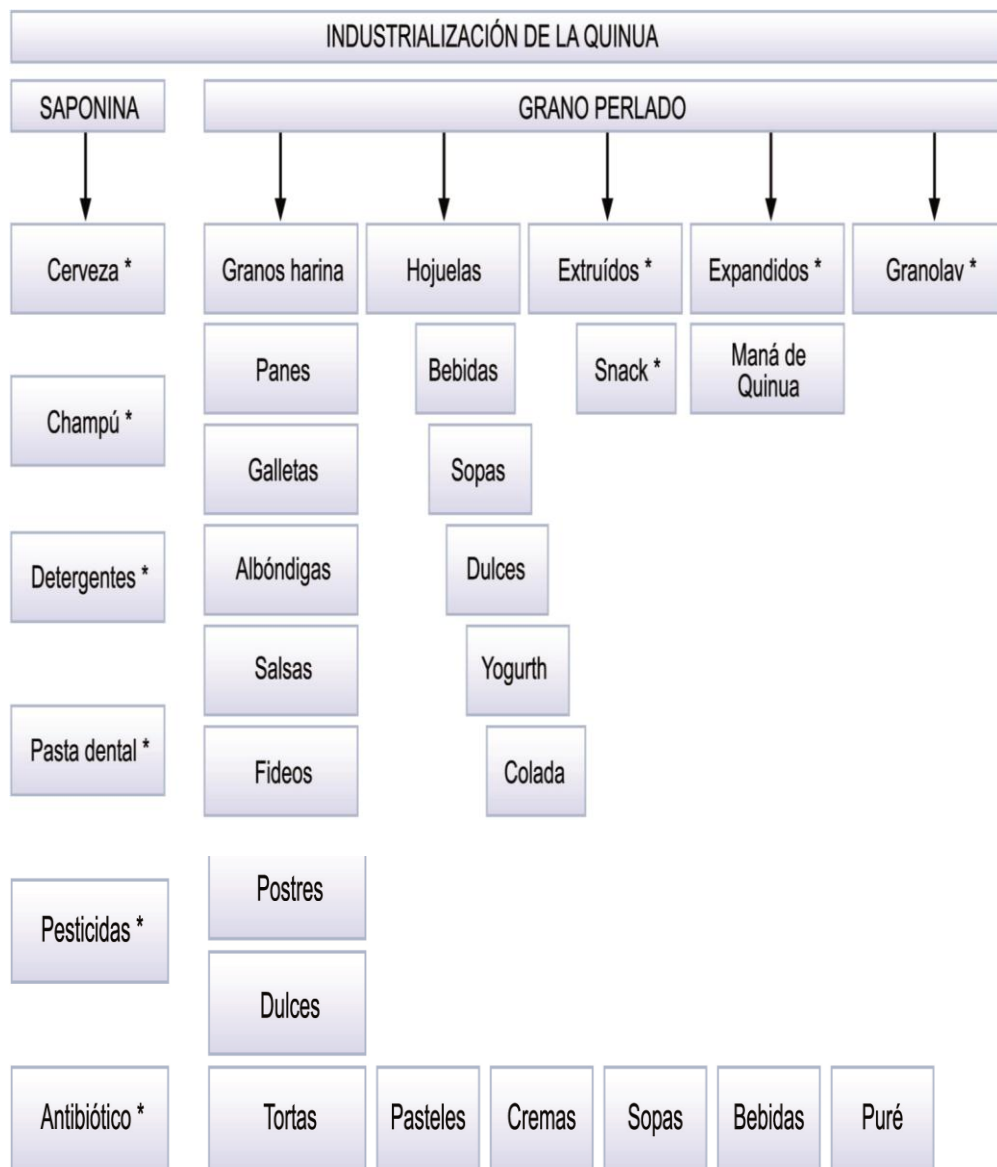 INDUSTRIALIZACIÓN DE LA QUINUA
SAPONINA
GRANO PERLADO
Cerveza *
Granos harina
Hojuelas
Extruídos *
Expandidos *
Granolav *
Panes
Bebidas
Snack *
Maná de
Quinua
Champú *
Galletas
Sopas
Detergentes *
Albóndigas
Dulces
Salsas
Yogurth
Pasta dental *
Fideos
Colada
Pesticidas *
Postres
Dulces
Antibiótico *
Tortas
Pasteles
Cremas
Sopas
Bebidas
Puré